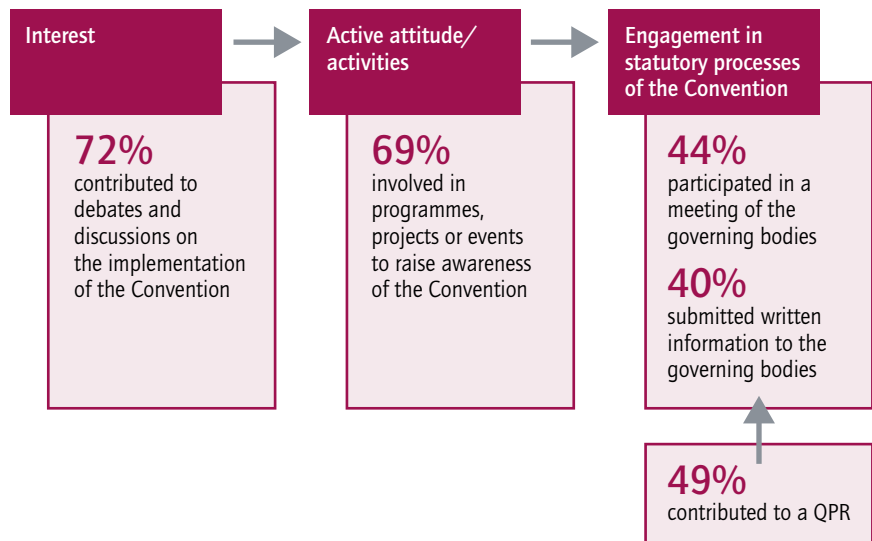 Interest
72%
contributed to
debates and
discussions on
the implementation
of the Convention
Active attitude/
activities
69%
involved in
programmes,
projects or events
to raise awareness
of the Convention
Engagement in
statutory processes
of the Convention
44%
participated in a
meeting of the
governing bodies
40%
submitted written
information to the
governing bodies
49%
contributed to a QPR